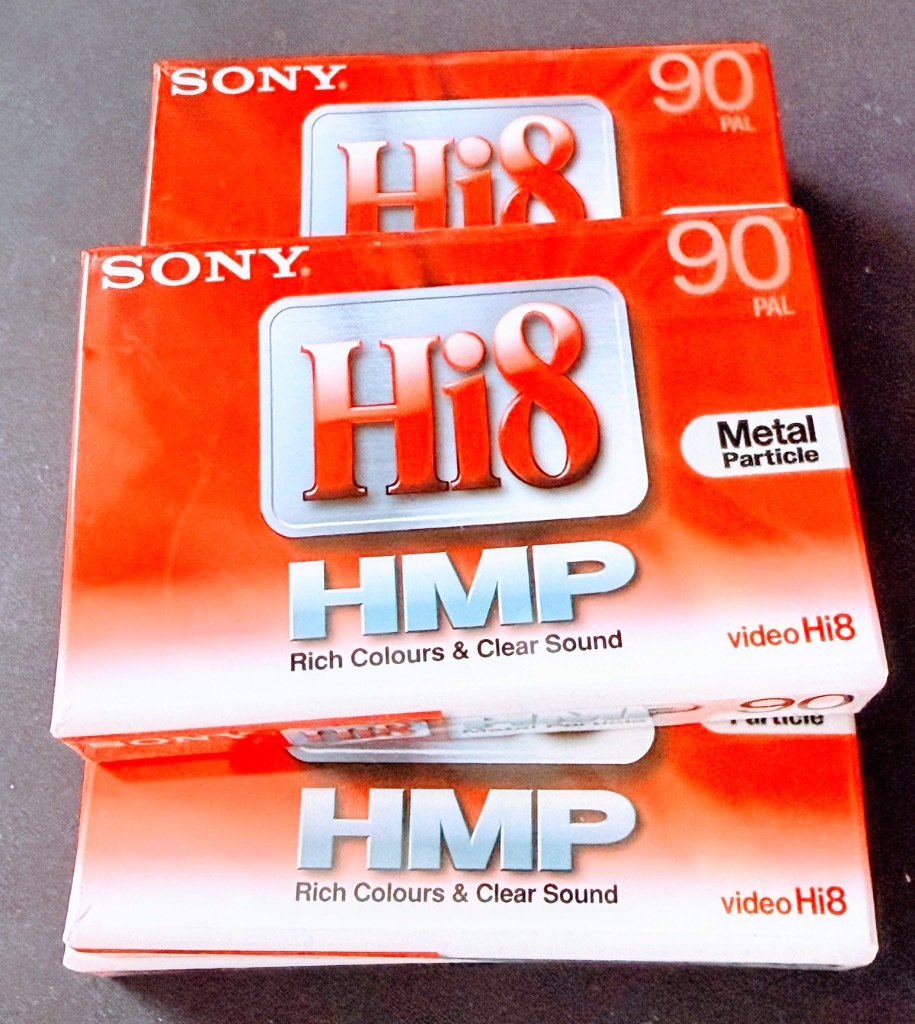 SONY
90
PAL
Hi8
SONY
90
PAL
Hi8
Metal
Particle
HMP
Rich Colours & Clear Sound
video Hi8
SONY
90
Particle
HMP
Rich Colours & Clear Sound
video Hi8